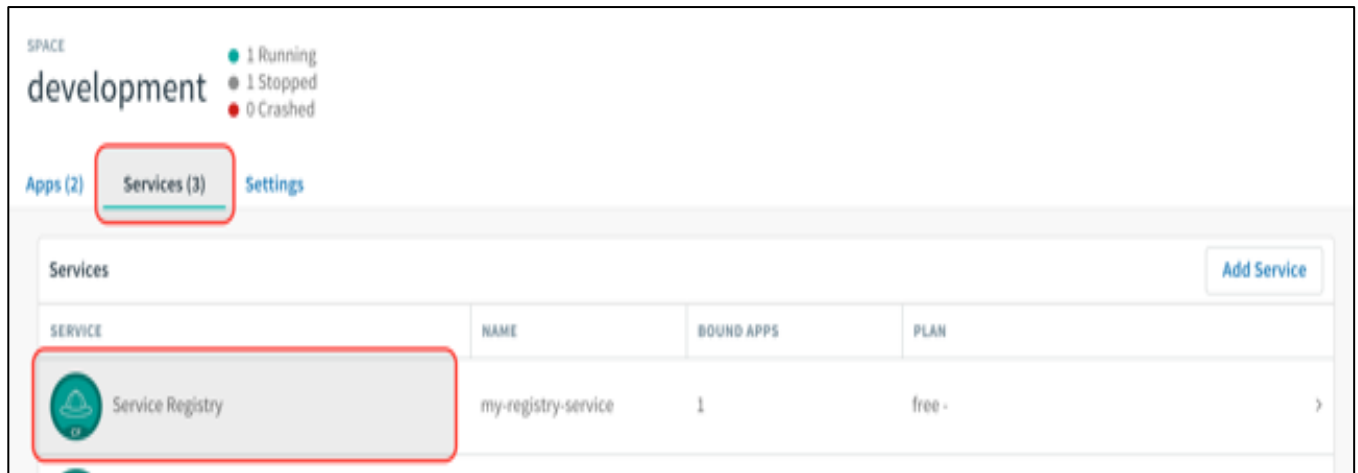 SPACE
development
1 Running
1 Stopped
0 Crashed
Apps (2) Services (3) Settings
Services Add Service
SERVICE NAME BOUND APPS PLAN
Service Registry my-registry-service 1 free -
CF